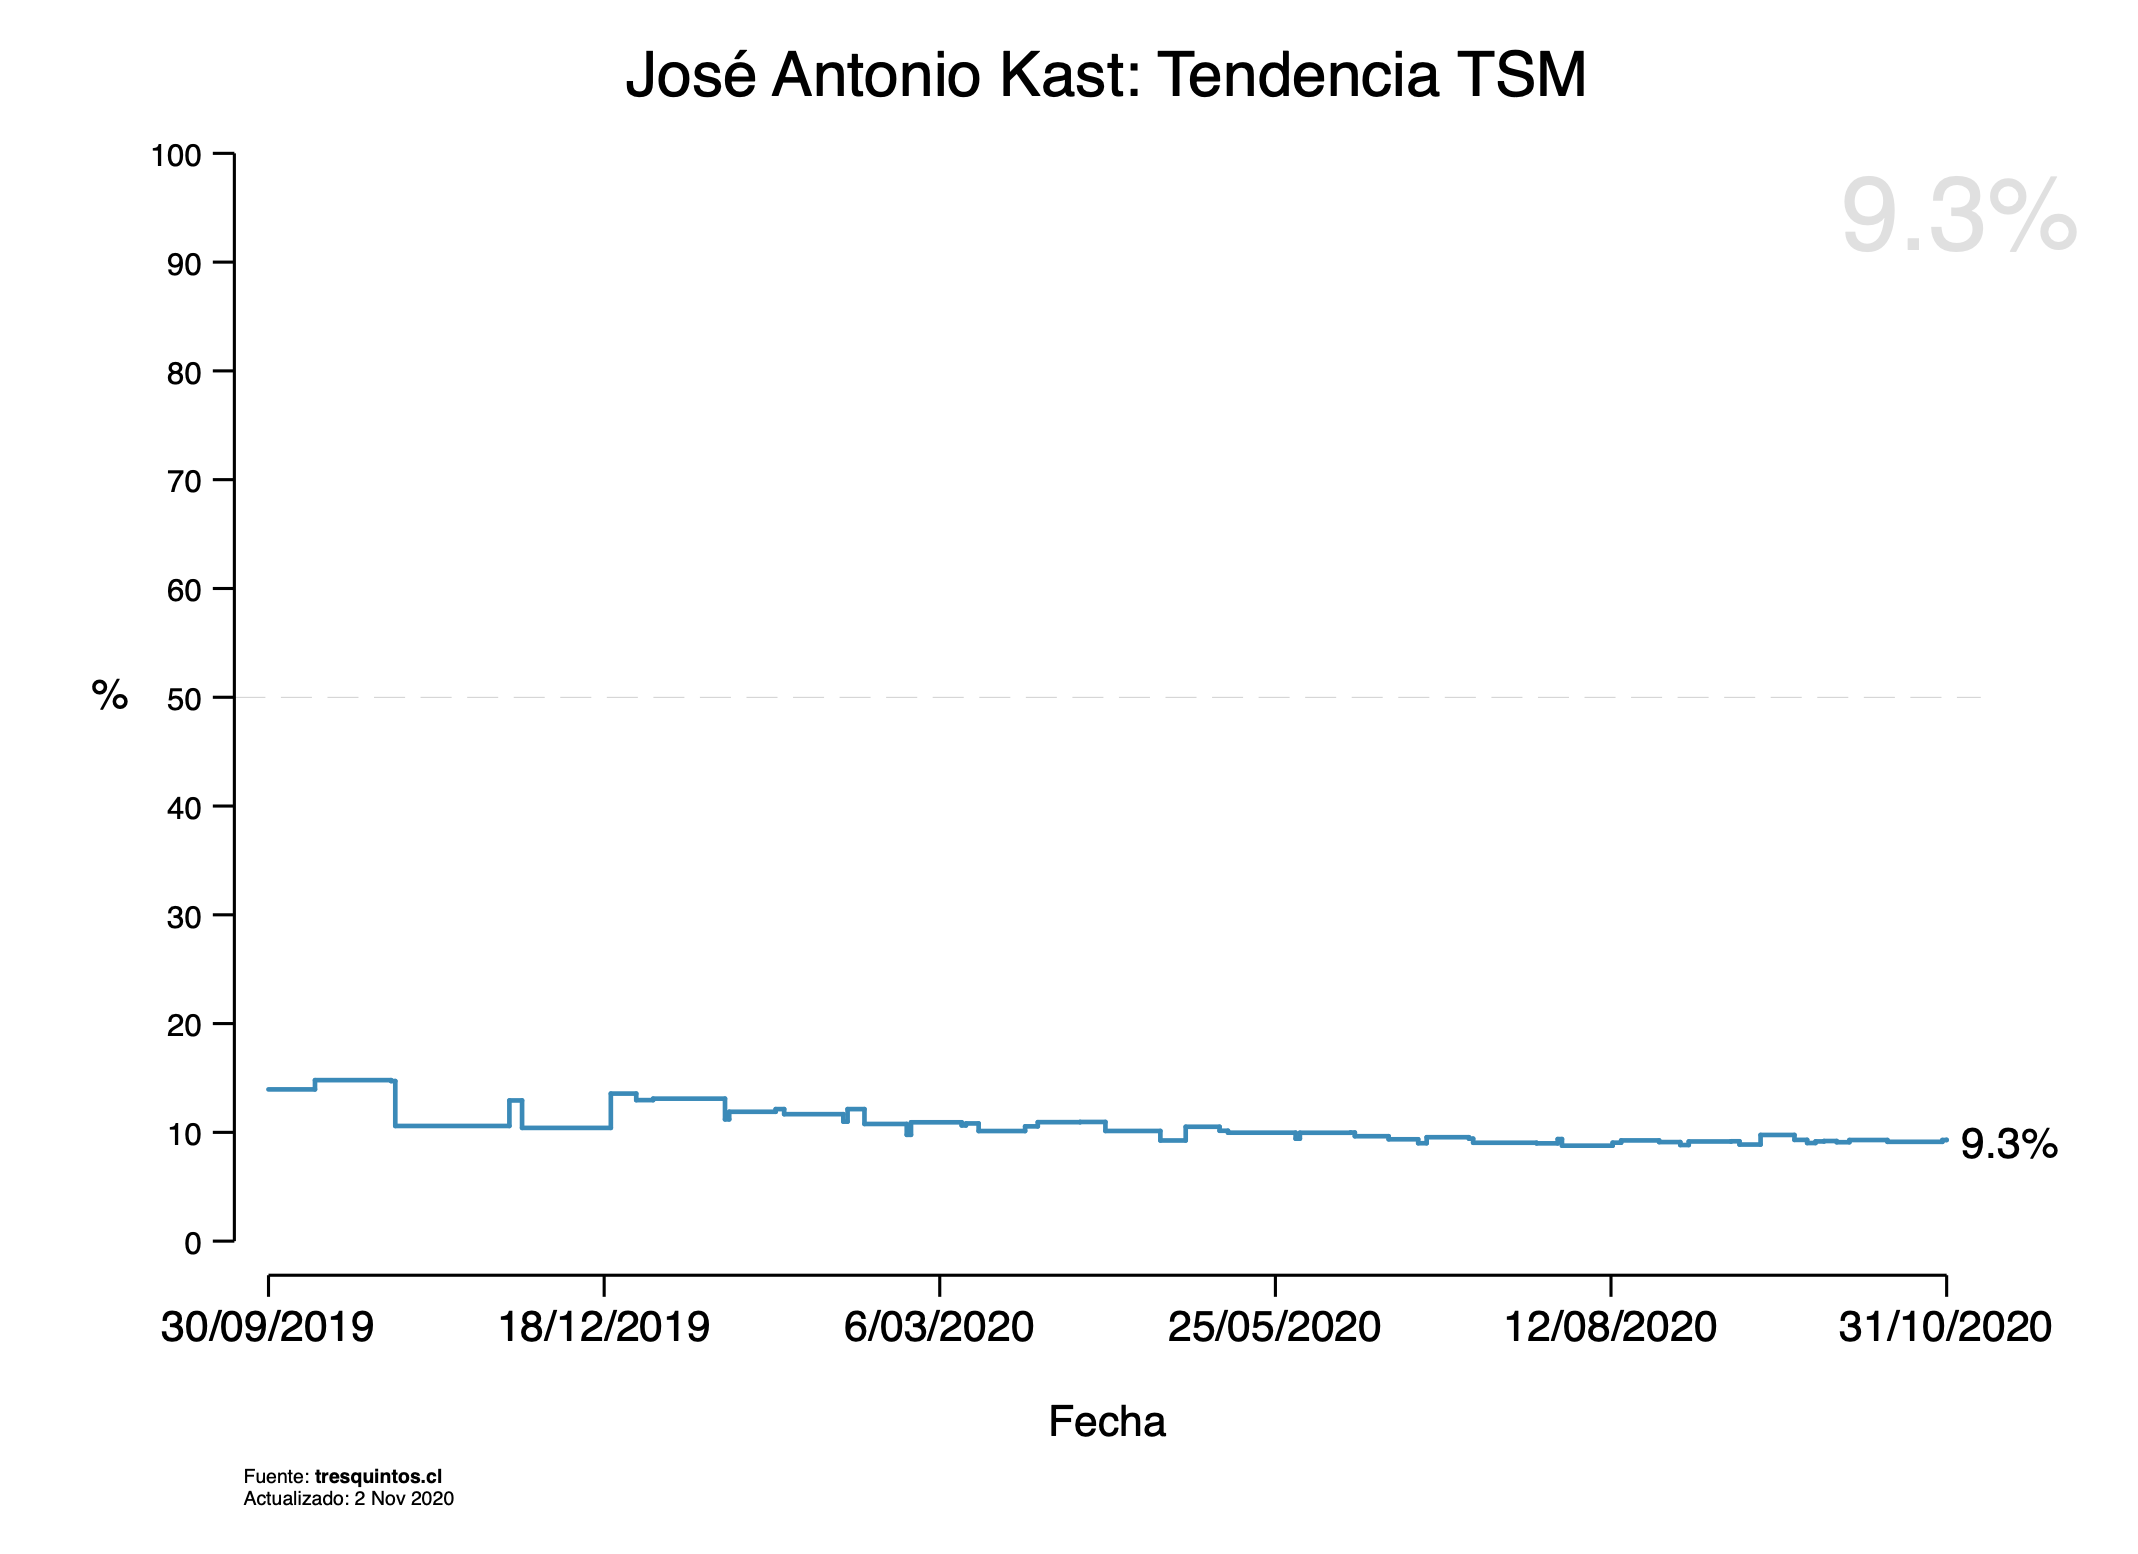 José Antonio Kast: Tendencia TSM
9.3%
100
90
80
70
60
50
40
30
20
10
0
%
9.3%
30/09/2019 18/12/2019 6/03/2020 25/05/2020 12/08/2020 31/10/2020
Fecha
Fuente: tresquintos.cl
Actualizado: 2 Nov 2020